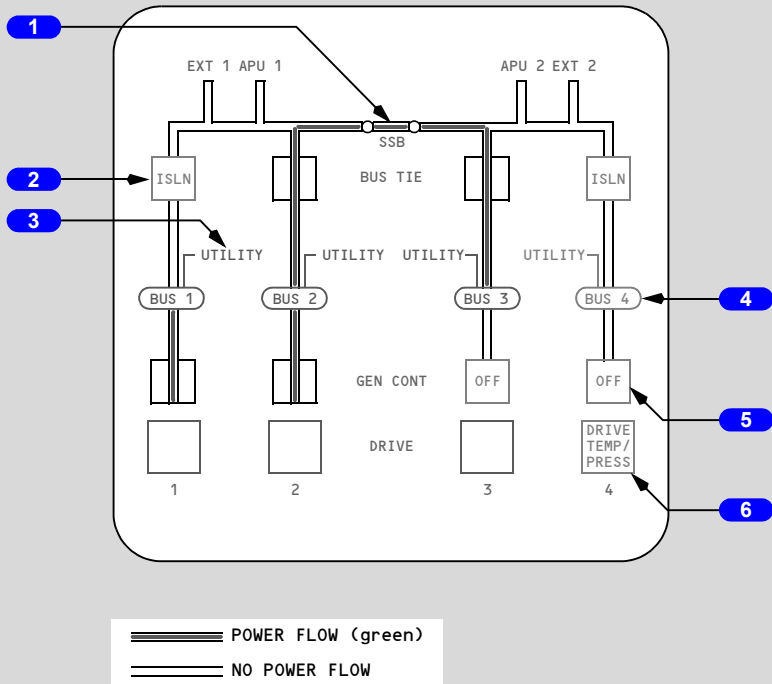 1
EXT 1 APU 1
APU 2 EXT 2
SSB
2
ISLN
BUS TIE
ISLN
3
UTILITY
UTILITY
UTILITY
UTILITY
BUS 1
BUS 2
BUS 3
BUS 4
4
GEN CONT
OFF
OFF
5
DRIVE
DRIVE
TEMP/
PRESS
1
2
3
4
6
POWER FLOW (green)
NO POWER FLOW